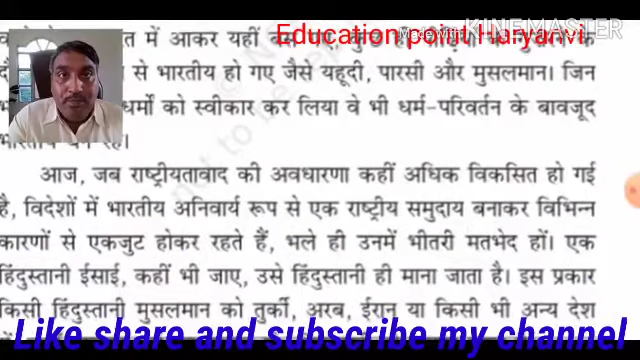 Education point Haryanvi
Made with KINEMASTER
में आकर यहीं
से भारतीय हो गए जैसे यहूदी, पारसी और मुसलमान। जिन
धर्मों को स्वीकार कर लिया वे भी धर्म-परिवर्तन के बावजूद
आज, जब राष्ट्रीयतावाद की अवधारणा कहीं अधिक विकसित हो गई
है, विदेशों में भारतीय अनिवार्य रूप से एक राष्ट्रीय समुदाय बनाकर विभिन्न
कारणों से एकजुट होकर रहते हैं, भले ही उनमें भीतरी मतभेद हों। एक
हिंदुस्तानी ईसाई, कहीं भी जाए, उसे हिंदुस्तानी ही माना जाता है। इस प्रकार
किसी हिंदुस्तानी मुसलमान को तुर्की, अरब, ईरान या किसी भी अन्य देश
Like share and subscribe my channel